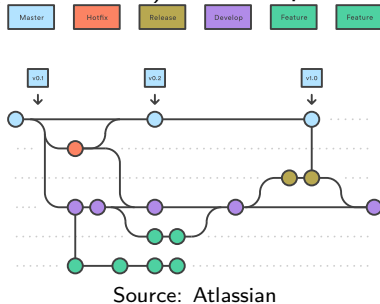 Master Hotfix Release Develop Feature Feature
v0.1 v0.2 v1.0
Source: Atlassian